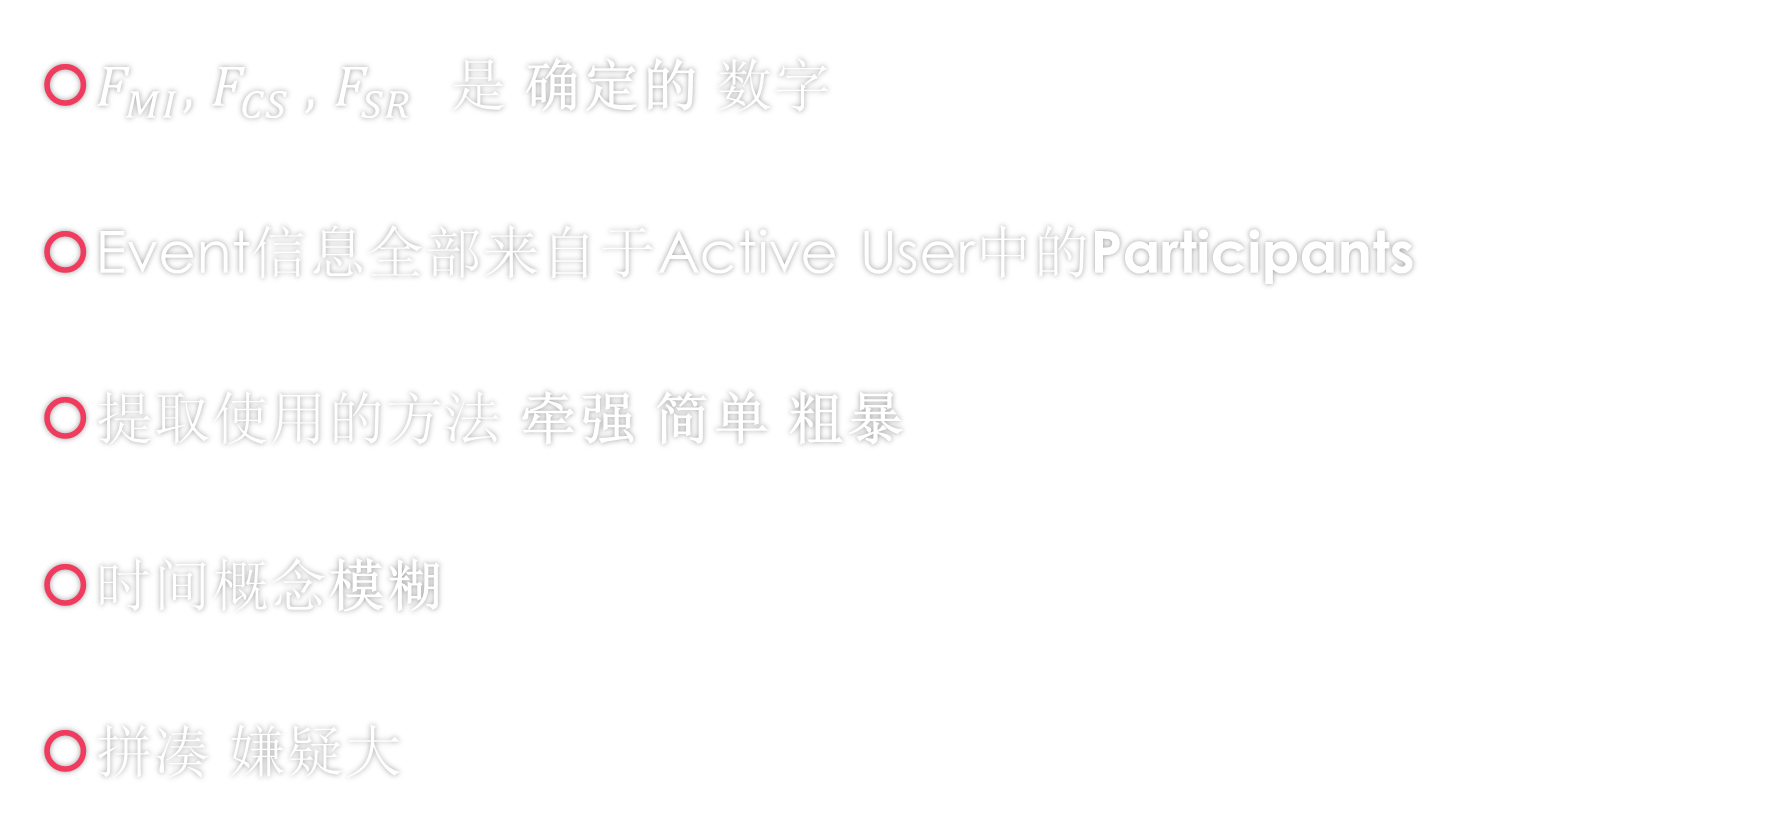 F_MI, F_CS , F_SR 是 确定的 数字
Event信息全部来自于Active User中的Participants
提取使用的方法 牵强 简单 粗暴
时间概念模糊
拼凑 嫌疑大